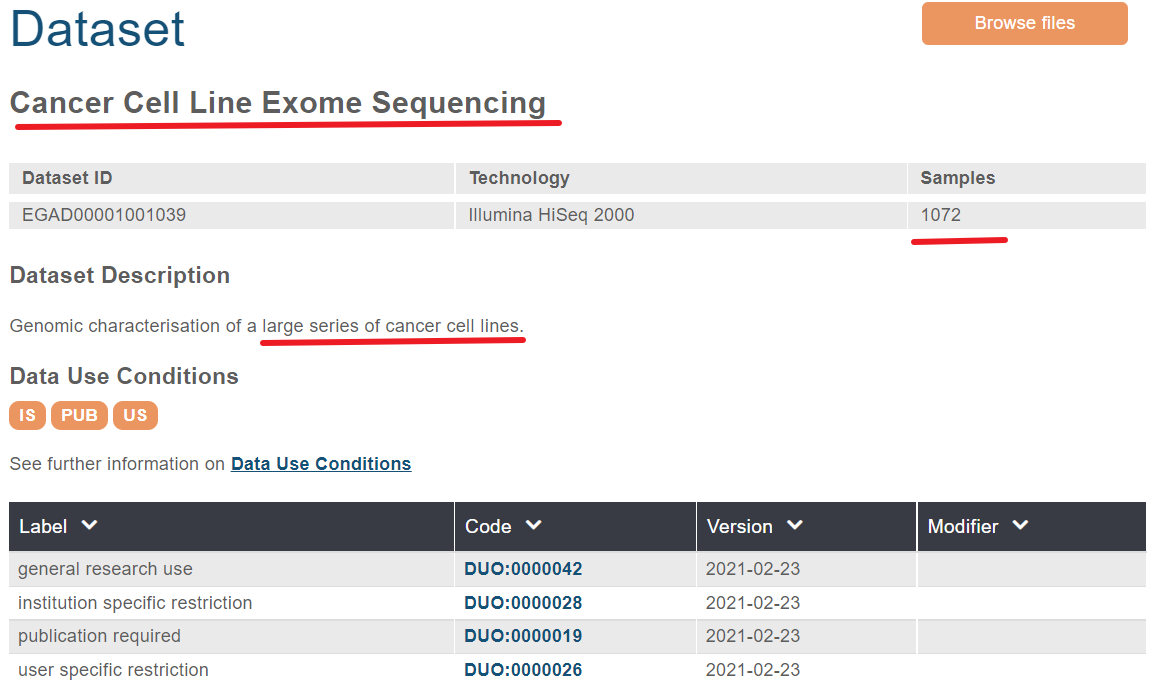 Dataset
Browse files
Cancer Cell Line Exome Sequencing
Dataset ID Technology Samples
EGAD00001001039 Illumina HiSeq 2000 1072
Dataset Description
Genomic characterisation of a large series of cancer cell lines.
Data Use Conditions
IS PUB US
See further information on Data Use Conditions
Label Code Version Modifier
general research use DUO:0000042 2021-02-23
institution specific restriction DUO:0000028 2021-02-23
publication required DUO:0000019 2021-02-23
user specific restriction DUO:0000026 2021-02-23